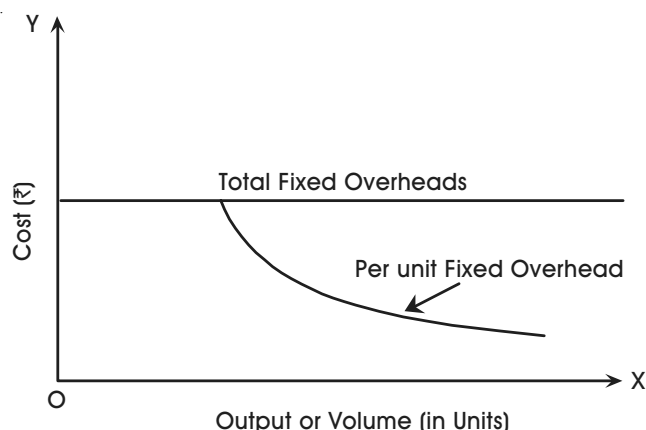 Y
Total Fixed Overheads
Cost (₹)
Per unit Fixed Overhead
X
O
Output or Volume (in Units)